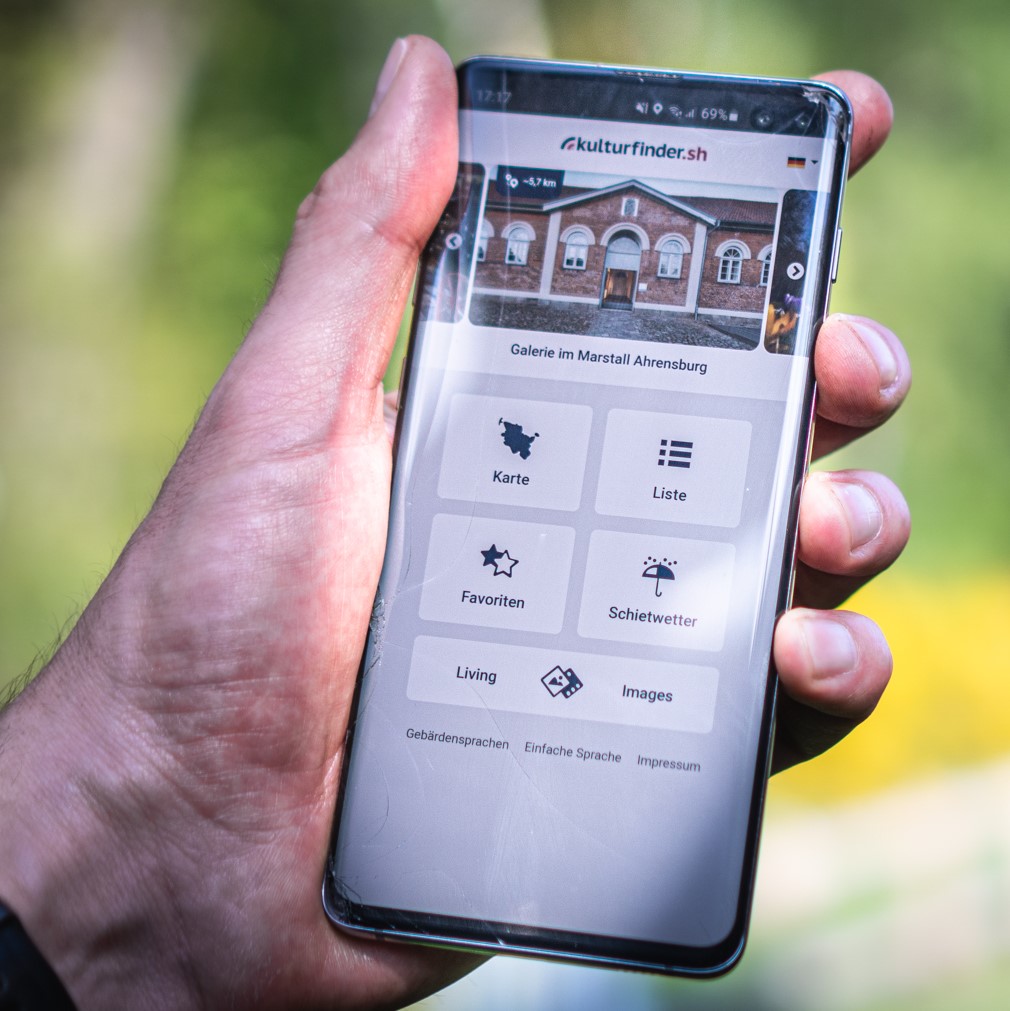 17:17 69%
kulturfinder.sh
~5,7 km
Galerie im Marstall Ahrensburg
Karte
Liste
Favoriten
Schietwetter
Living Images
Gebärdensprachen Einfache Sprache Impressum